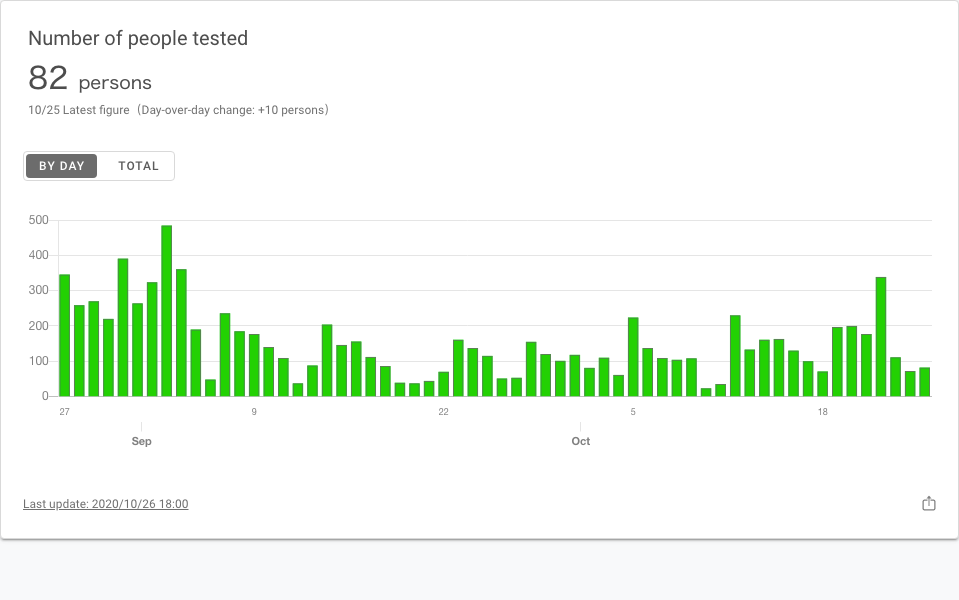 Number of people tested
82 persons
10/25 Latest figure（Day-over-day change: +10 persons）
BY DAY TOTAL
500
400
300
200
100
0
27 9 22 5 18
Sep Oct
Last update: 2020/10/26 18:00